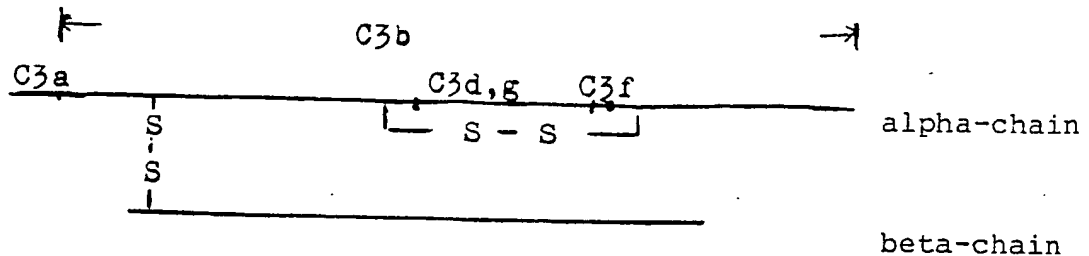 C3b
C3a C3d,g C3f
S S – S alpha-chain
S
beta-chain